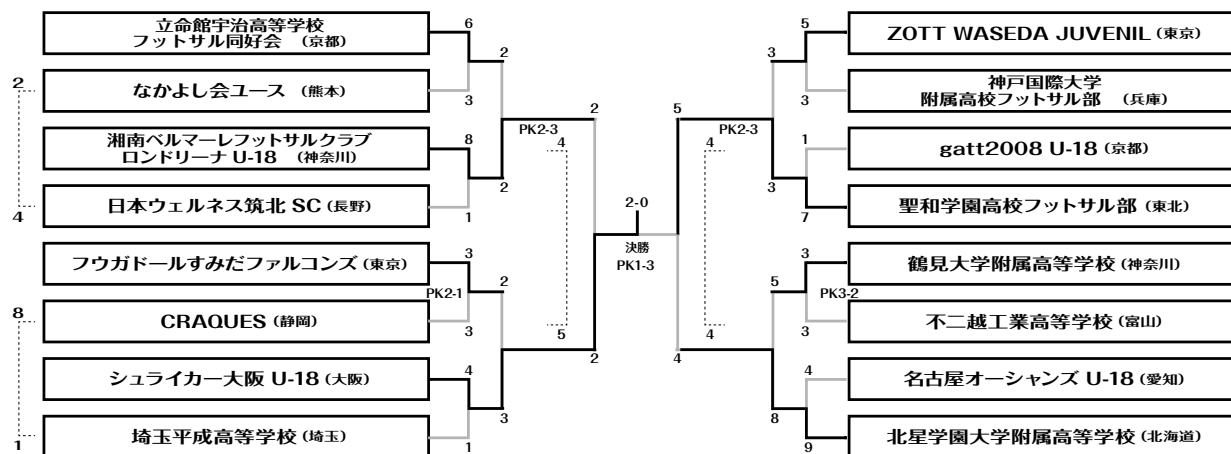 立命館宇治高等学校
フットサル同好会 (京都)
なかよし会ユース (熊本)
湘南ベルマーレフットサルクラブ
ロンドリーナ U-18 (神奈川)
日本ウェルネス筑北 SC (長野)
フウガドールすみだファルコンズ (東京)
CRAQUES (静岡)
シュライカー大阪 U-18 (大阪)
埼玉平成高等学校 (埼玉)
2
4
8
1
6
3
8
1
3
PK2-1
3
4
1
2
PK2-3
2
2
3
2
4
5
2
2-0
決勝
PK1-3
5
4
4
4
3
PK2-3
3
5
8
5
3
1
7
3
PK3-2
3
4
9
ZOTT WASEDA JUVENIL (東京)
神戸国際大学
附属高校フットサル部 (兵庫)
gatt2008 U-18 (京都)
聖和学園高校フットサル部 (東北)
鶴見大学附属高等学校 (神奈川)
不二越工業高等学校 (富山)
名古屋オーシャンズ U-18 (愛知)
北星学園大学附属高等学校 (北海道)